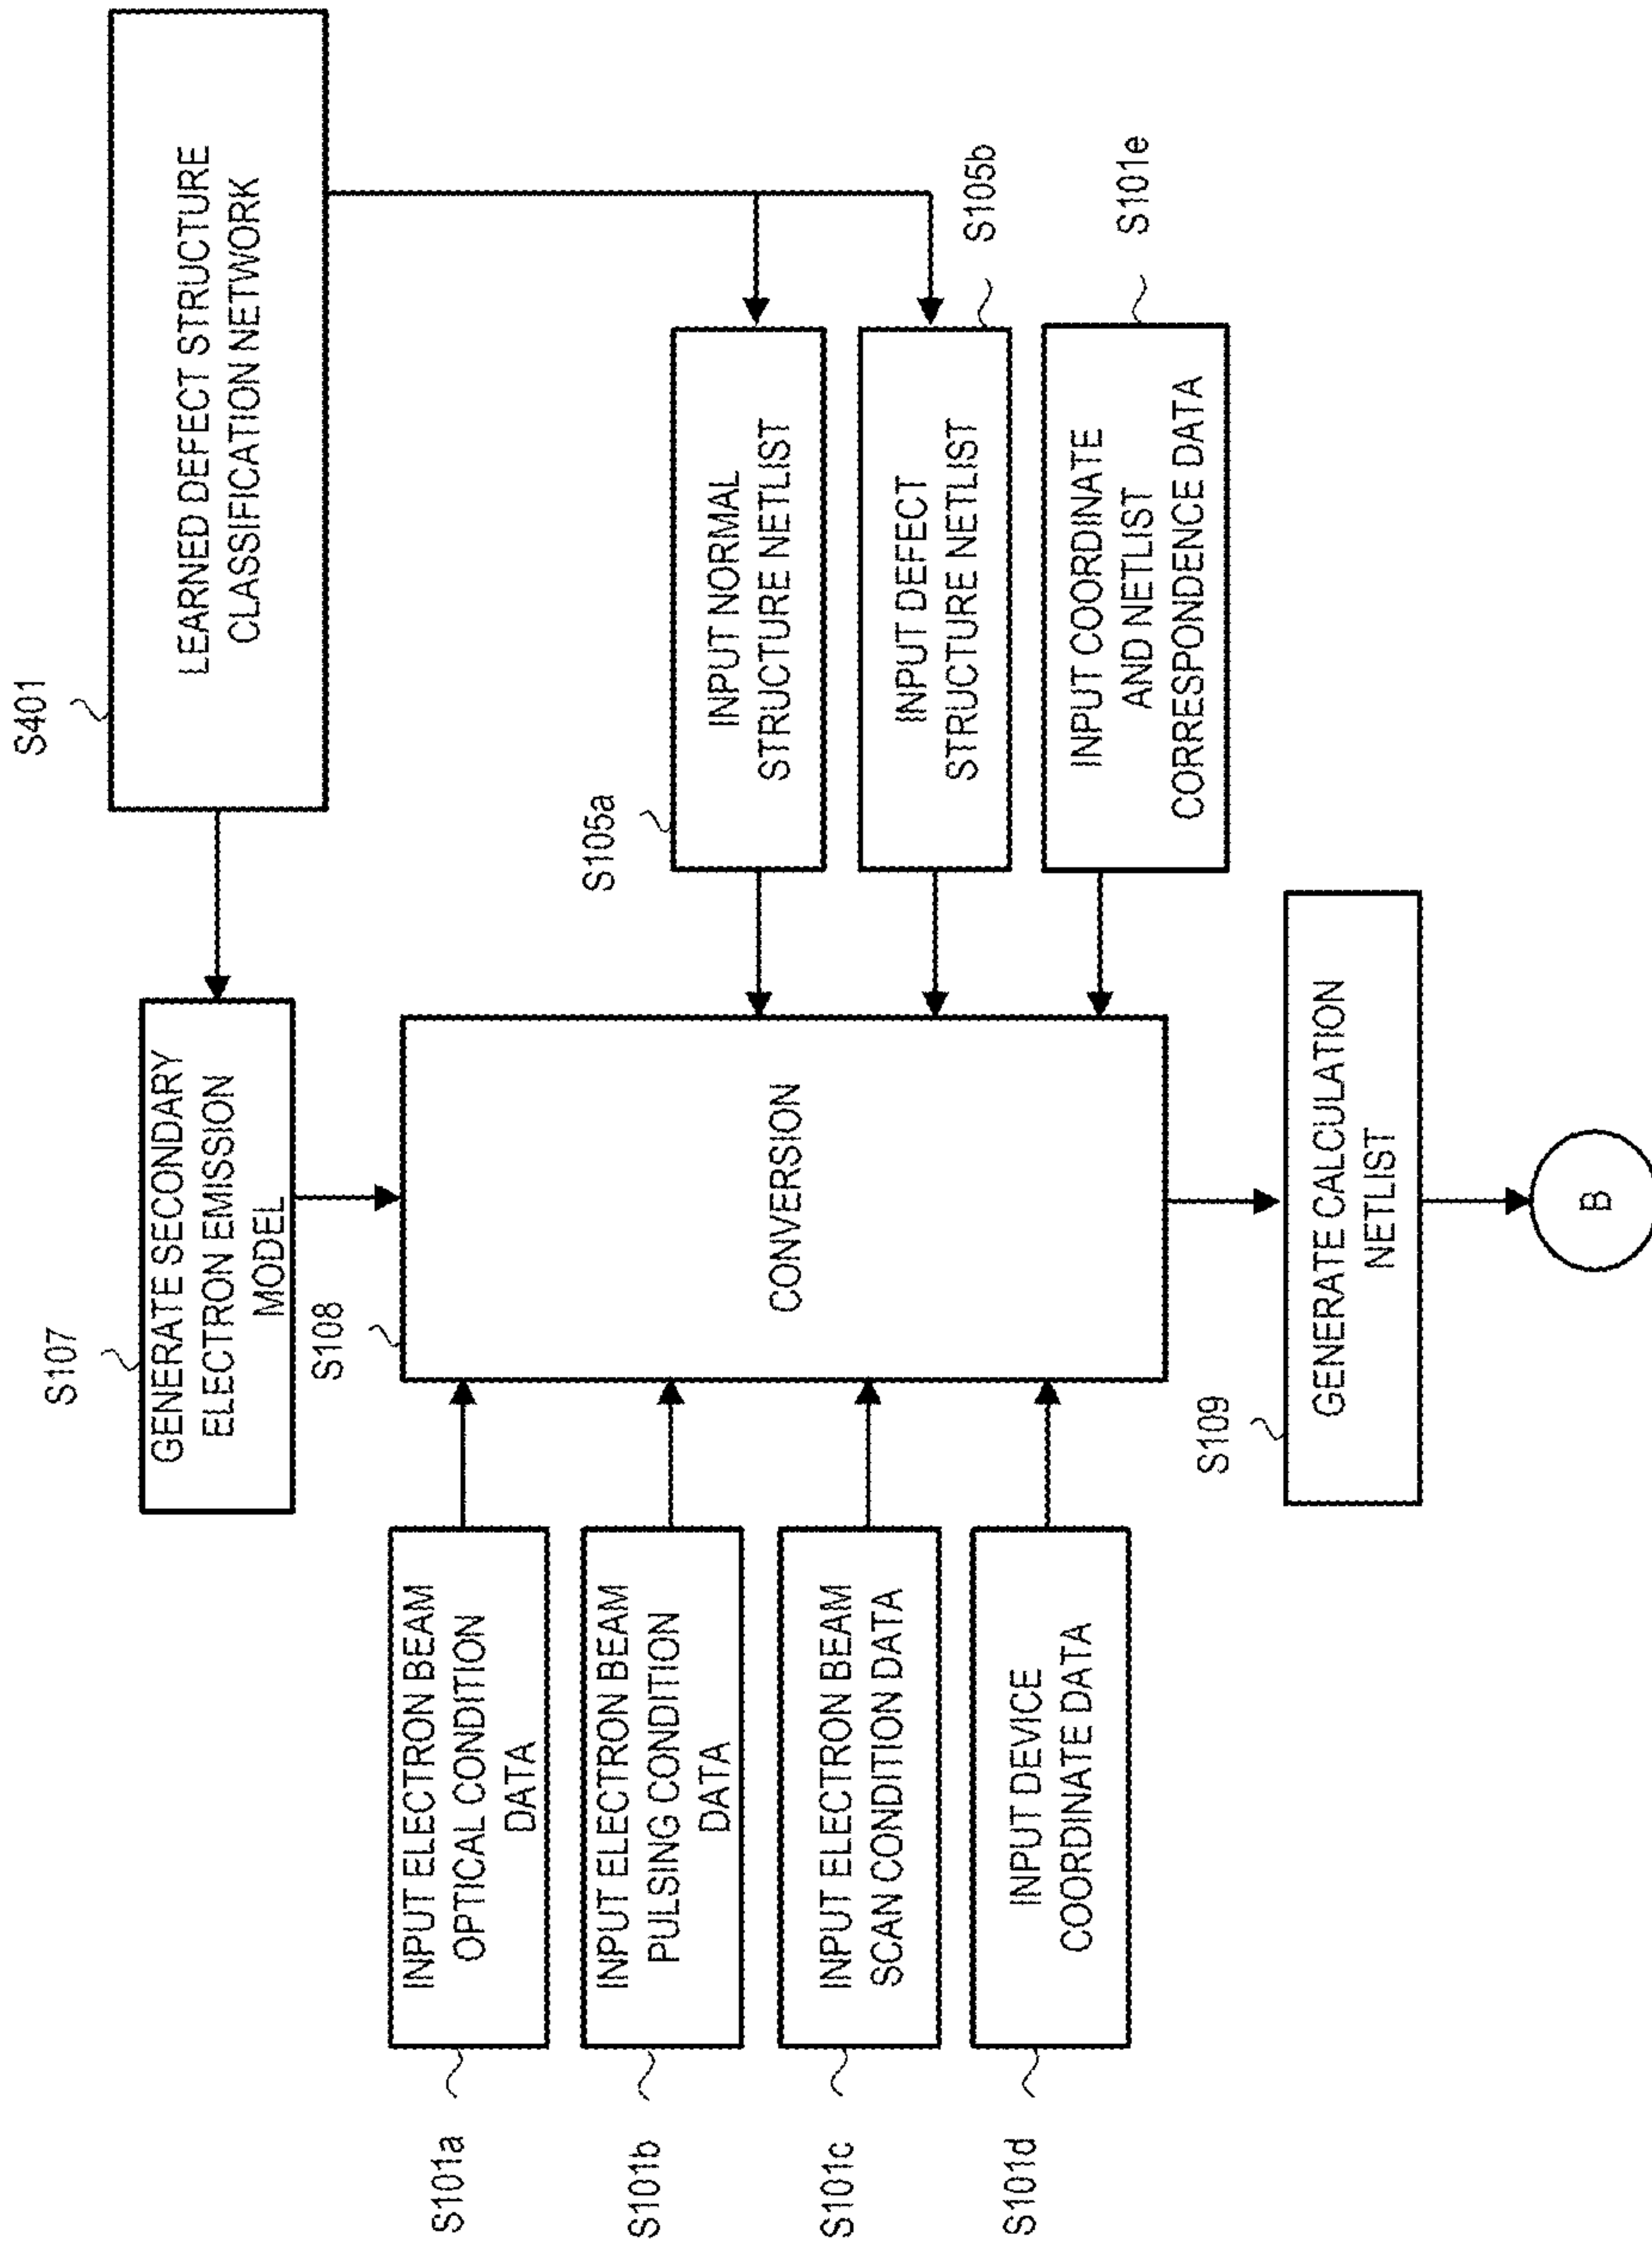 S401
LEARNED DEFECT STRUCTURE
CLASSIFICATION NETWORK
S107
GENERATE SECONDARY
ELECTRON EMISSION
MODEL
S108
CONVERSION
S101a
INPUT ELECTRON BEAM
OPTICAL CONDITION
DATA
S101b
INPUT ELECTRON BEAM
PULSING CONDITION
DATA
S101c
INPUT ELECTRON BEAM
SCAN CONDITION DATA
S101d
INPUT DEVICE
COORDINATE DATA
S105a
INPUT NORMAL
STRUCTURE NETLIST
S105b
INPUT DEFECT
STRUCTURE NETLIST
S101e
INPUT COORDINATE
AND NETLIST
CORRESPONDENCE DATA
S109
GENERATE CALCULATION
NETLIST
B